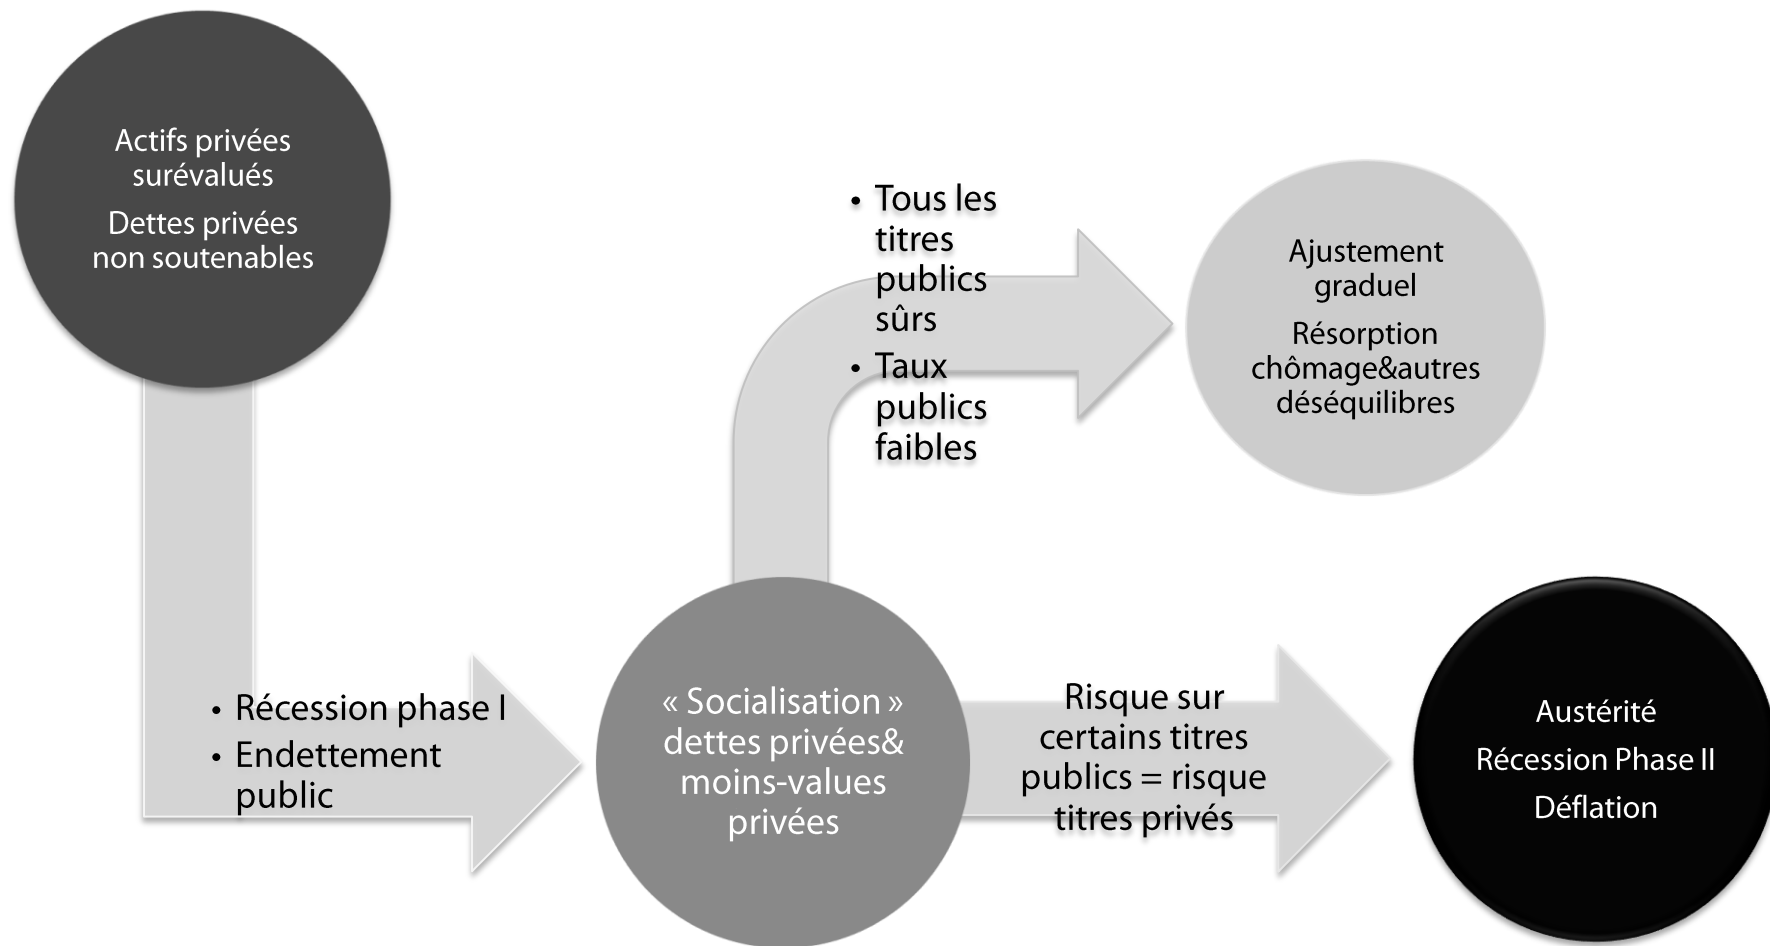 Actifs privées
surévalués
Dettes privées
non soutenables
• Récession phase I
• Endettement
public
« Socialisation »
dettes privées&
moins-values
privées
• Tous les
titres
publics
sûrs
• Taux
publics
faibles
Ajustement
graduel
Résorption
chômage&autres
déséquilibres
Risque sur
certains titres
publics = risque
titres privés
Austérité
Récession Phase II
Déflation